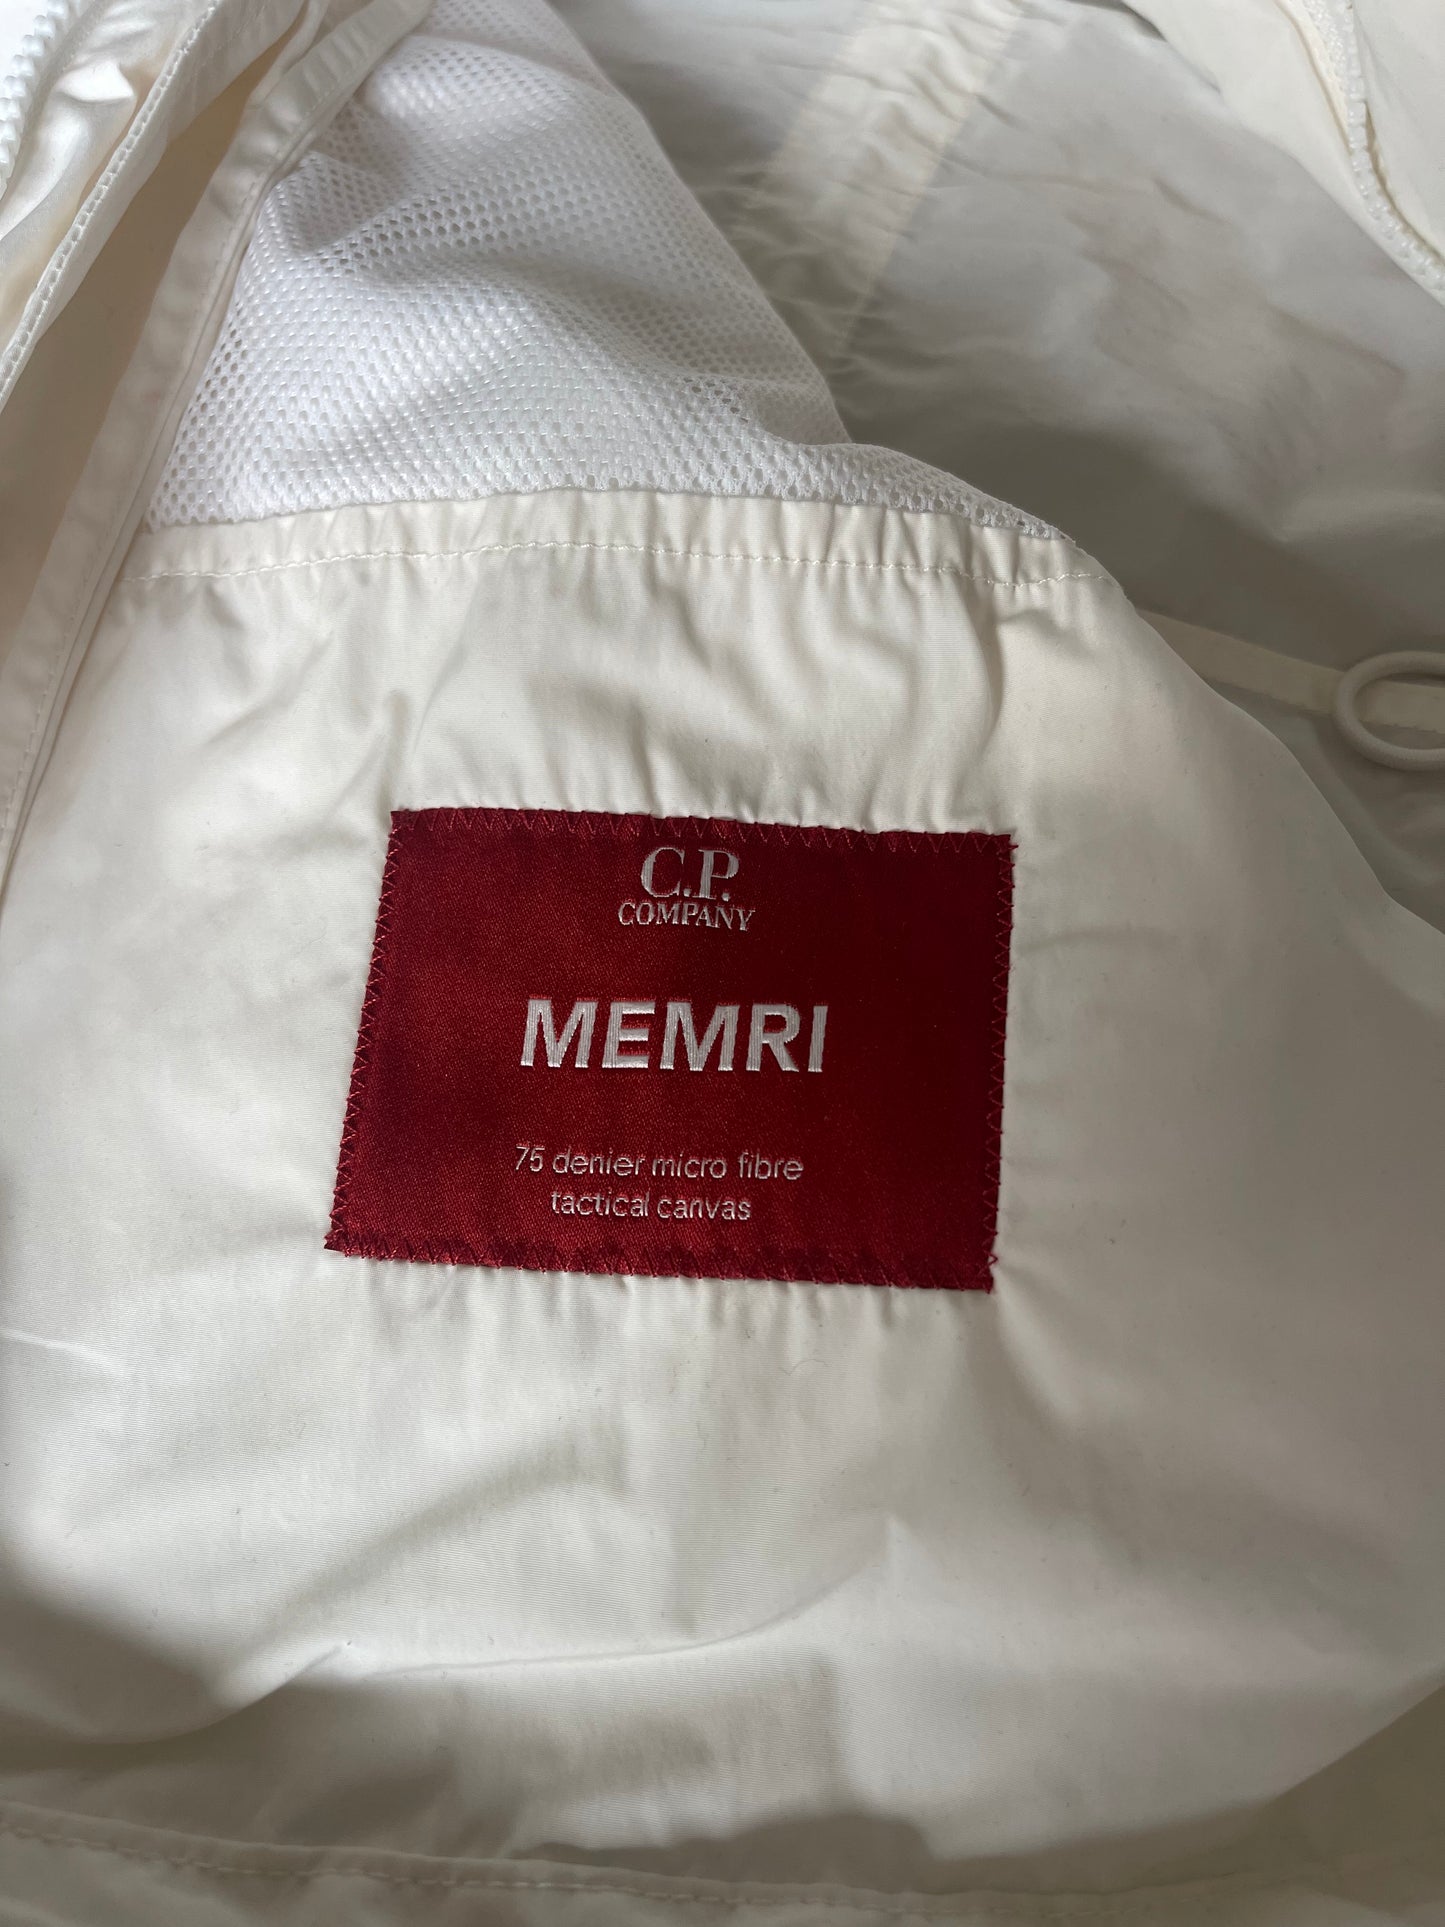 C.P.
COMPANY
MEMRI
75 denier micro fibre
tactical canvas